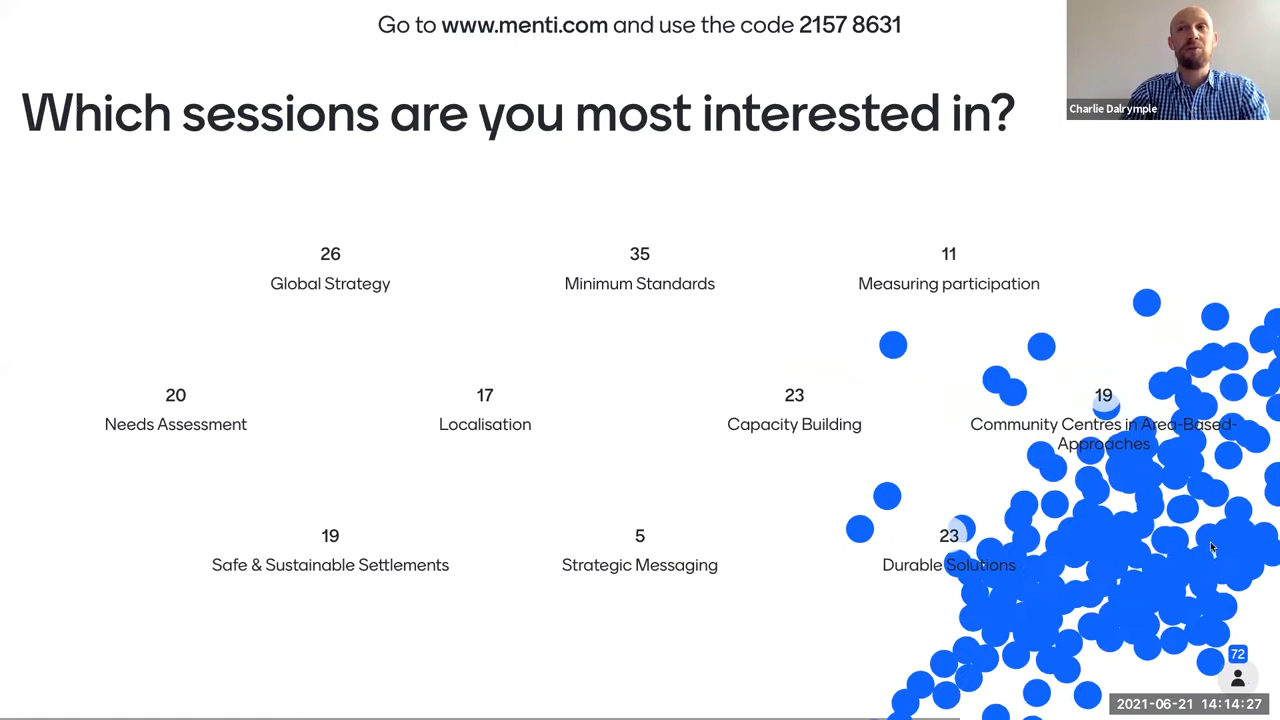 Go to www.menti.com and use the code 2157 8631
Charlie Dalrymple
Which sessions are you most interested in?
26
Global Strategy
35
Minimum Standards
11
Measuring participation
20
Needs Assessment
17
Localisation
23
Capacity Building
19
Community Centres in Area-Based-
Approaches
19
Safe & Sustainable Settlements
5
Strategic Messaging
23
Durable Solutions
72
2021-06-21 14:14:27